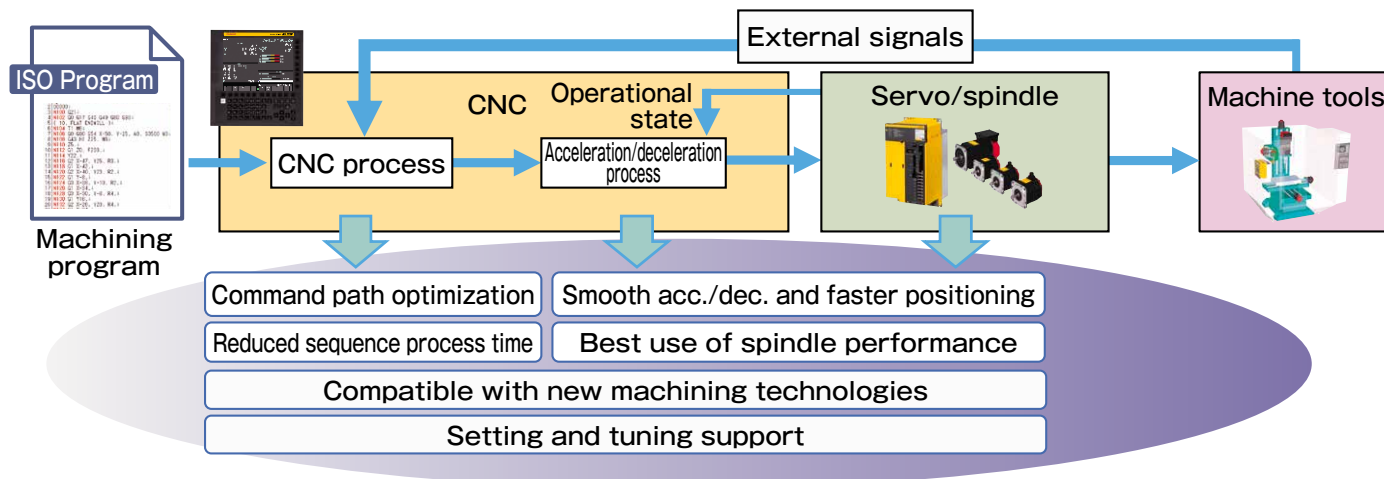 External signals
ISO Program
CNC
Operational
state
Servo/spindle
Machine tools
CNC process
Acceleration/deceleration
process
Machining
program
Command path optimization
Smooth acc./dec. and faster positioning
Reduced sequence process time
Best use of spindle performance
Compatible with new machining technologies
Setting and tuning support